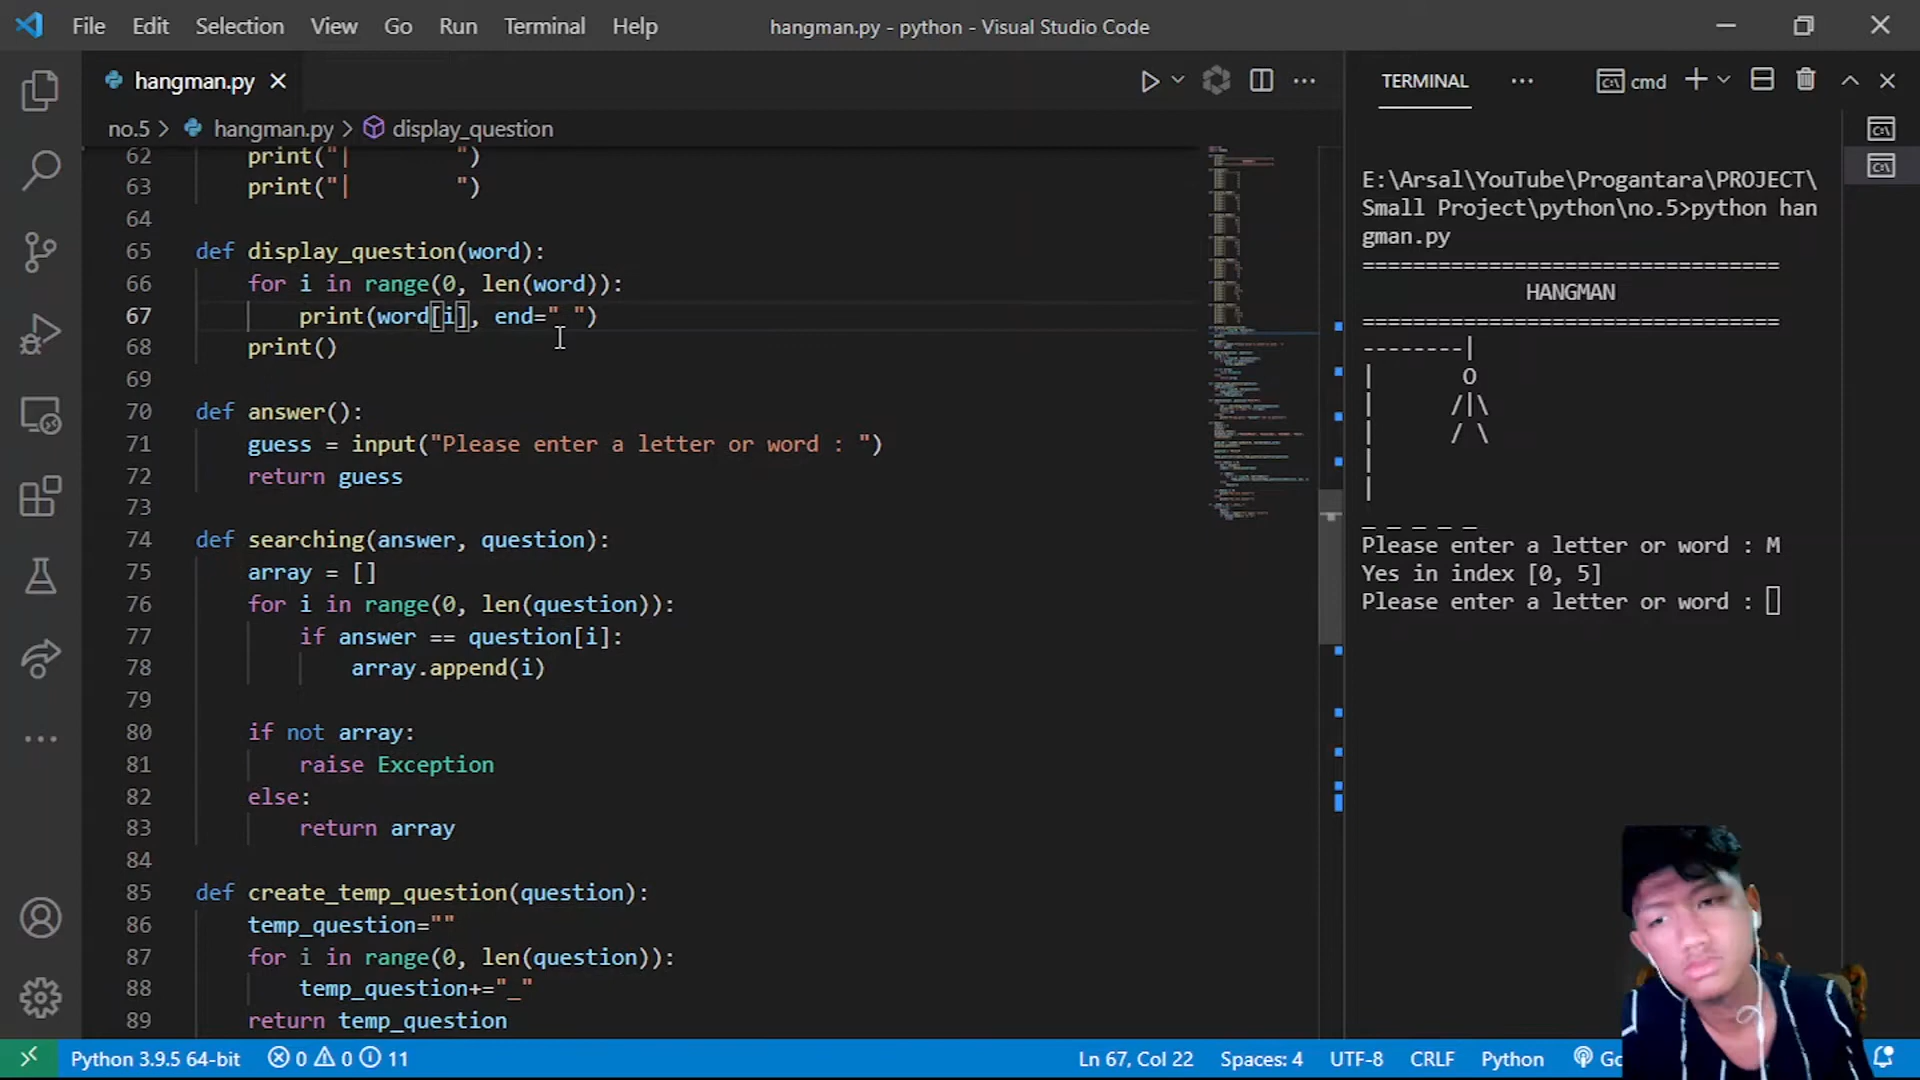 File Edit Selection View Go Run Terminal Help hangman.py - python - Visual Studio Code
hangman.py
no.5 > hangman.py > display_question
62 print("| ")
63 print("| ")
64
65 def display_question(word):
66 for i in range(0, len(word)):
67 print(word[i], end=" ")
68 print()
69
70 def answer():
71 guess = input("Please enter a letter or word : ")
72 return guess
73
74 def searching(answer, question):
75 array = []
76 for i in range(0, len(question)):
77 if answer == question[i]:
78 array.append(i)
79
80 if not array:
81 raise Exception
82 else:
83 return array
84
85 def create_temp_question(question):
86 temp_question=""
87 for i in range(0, len(question)):
88 temp_question+="_"
89 return temp_question
TERMINAL cmd
E:\Arsal\YouTube\Progantara\PROJECT\
Small Project\python\no.5>python han
gman.py
=================================
HANGMAN
=================================
--------|
| O
| /|\
| / \
|
|
_ _ _ _ _
Please enter a letter or word : M
Yes in index [0, 5]
Please enter a letter or word :
Python 3.9.5 64-bit 0 0 11 Ln 67, Col 22 Spaces: 4 UTF-8 CRLF Python Go